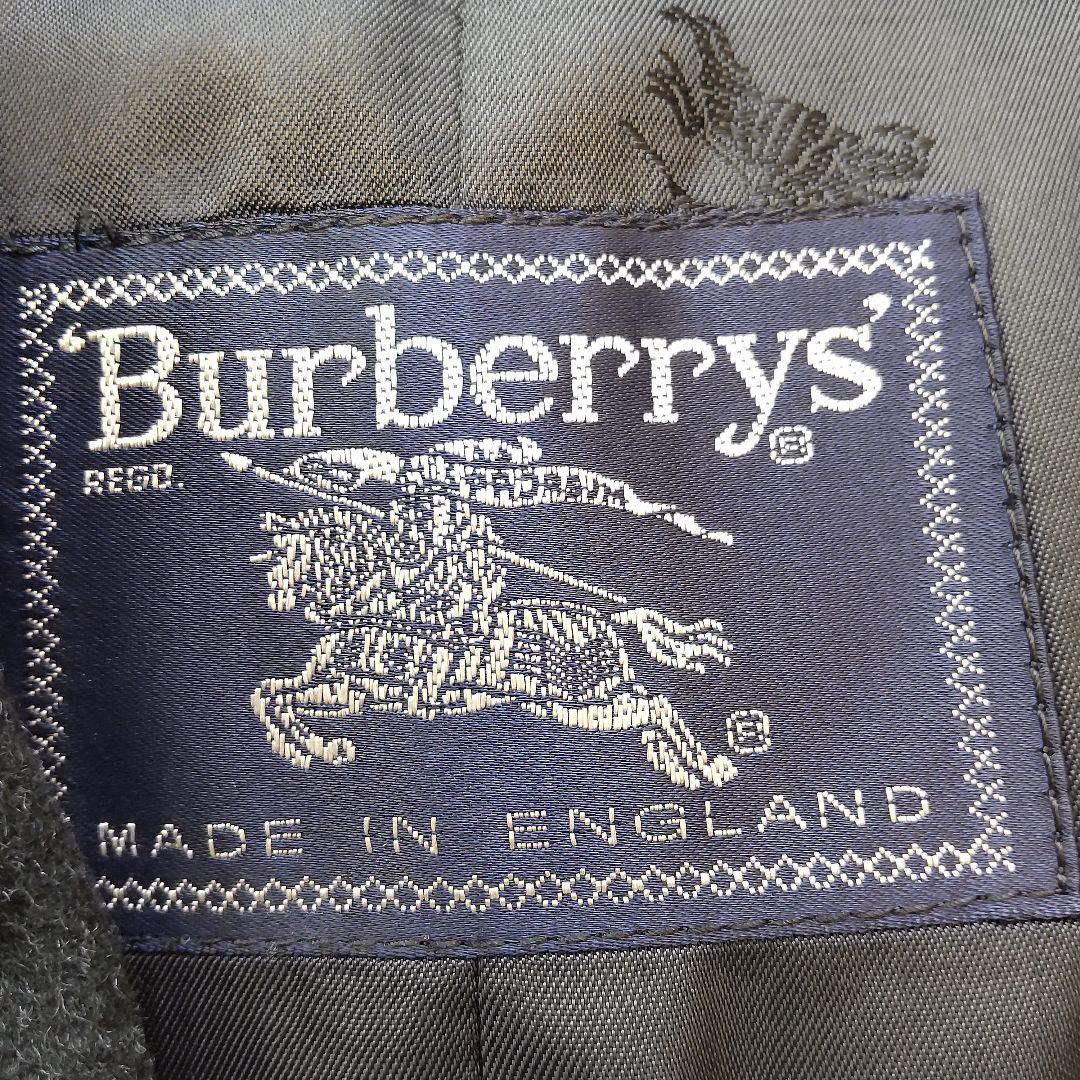 'Burberrys'®
REGD.
®
MADE IN ENGLAND